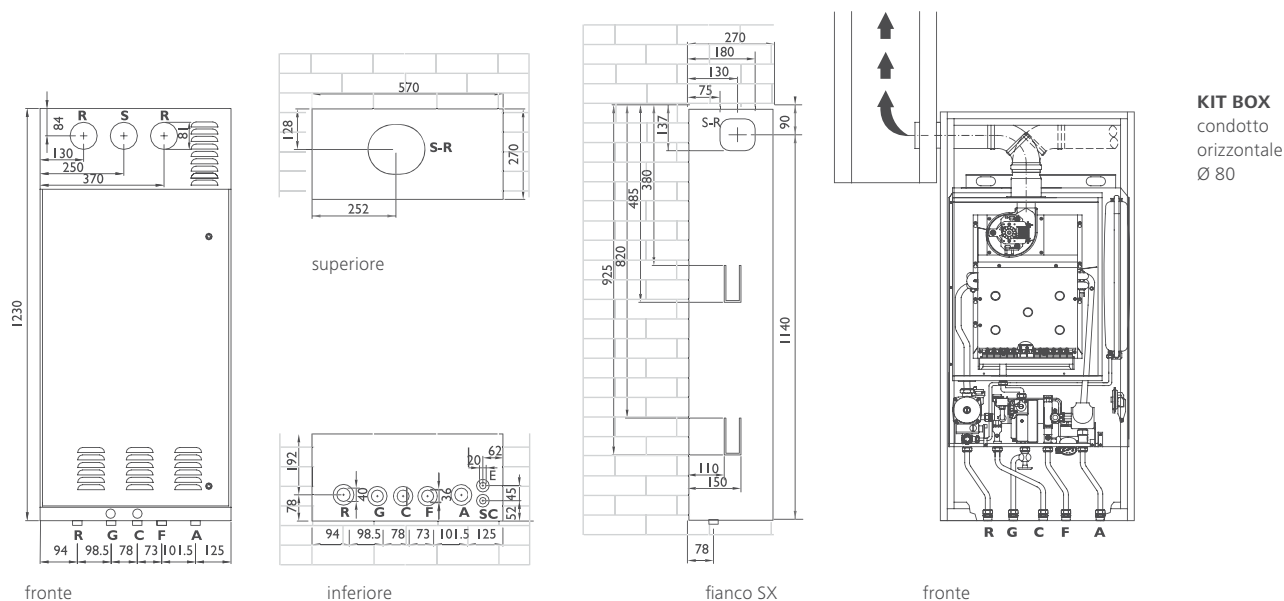 R S R
84
81
130
250
370
1230
R G C F A
94 98.5 78 73 101.5 125
fronte
570
128
S-R
270
252
superiore
192
78
62
20
E
40
36
45
52
R G C F A SC
94 98.5 78 73 101.5 125
inferiore
270
180
130
75
S-R
137
90
380
485
820
925
1140
110
150
78
fianco SX
R G C F A
fronte
KIT BOX
condotto
orizzontale
Ø 80